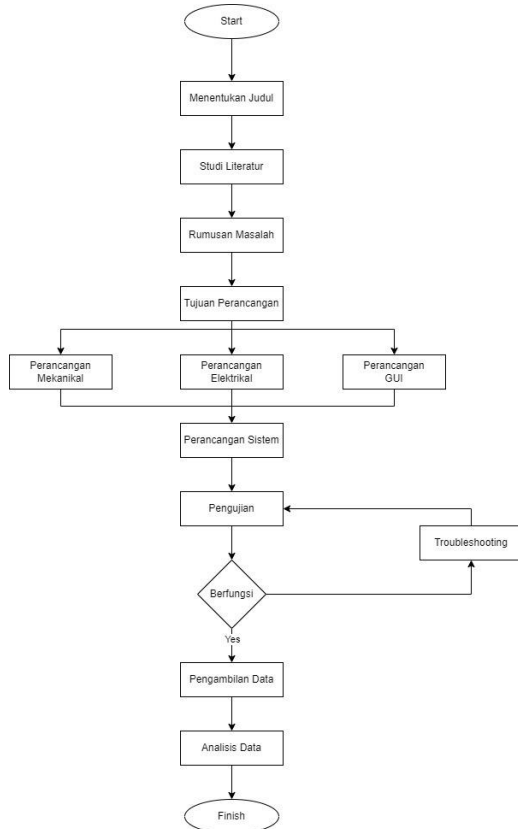 Start
Menentukan Judul
Studi Literatur
Rumusan Masalah
Tujuan Perancangan
Perancangan
Mekanikal
Perancangan
Elektrikal
Perancangan
GUI
Perancangan Sistem
Pengujian
Troubleshooting
Berfungsi
Yes
Pengambilan Data
Analisis Data
Finish